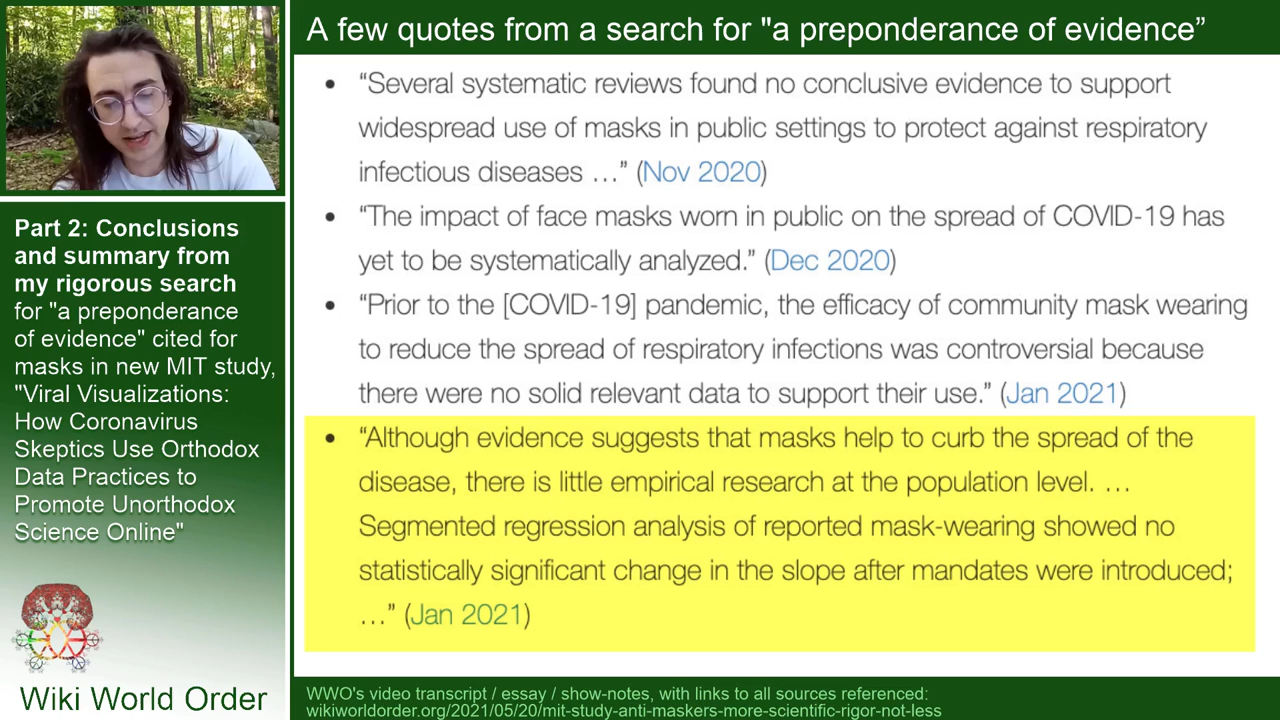 A few quotes from a search for "a preponderance of evidence”
• “Several systematic reviews found no conclusive evidence to support
widespread use of masks in public settings to protect against respiratory
infectious diseases …” (Nov 2020)
• “The impact of face masks worn in public on the spread of COVID-19 has
yet to be systematically analyzed.” (Dec 2020)
• “Prior to the [COVID-19] pandemic, the efficacy of community mask wearing
to reduce the spread of respiratory infections was controversial because
there were no solid relevant data to support their use.” (Jan 2021)
• “Although evidence suggests that masks help to curb the spread of the
disease, there is little empirical research at the population level. …
Segmented regression analysis of reported mask-wearing showed no
statistically significant change in the slope after mandates were introduced;
…” (Jan 2021)
Part 2: Conclusions
and summary from
my rigorous search
for "a preponderance
of evidence" cited for
masks in new MIT study,
"Viral Visualizations:
How Coronavirus
Skeptics Use Orthodox
Data Practices to
Promote Unorthodox
Science Online"
Wiki World Order
WWO's video transcript / essay / show-notes, with links to all sources referenced:
wikiworldorder.org/2021/05/20/mit-study-anti-maskers-more-scientific-rigor-not-less